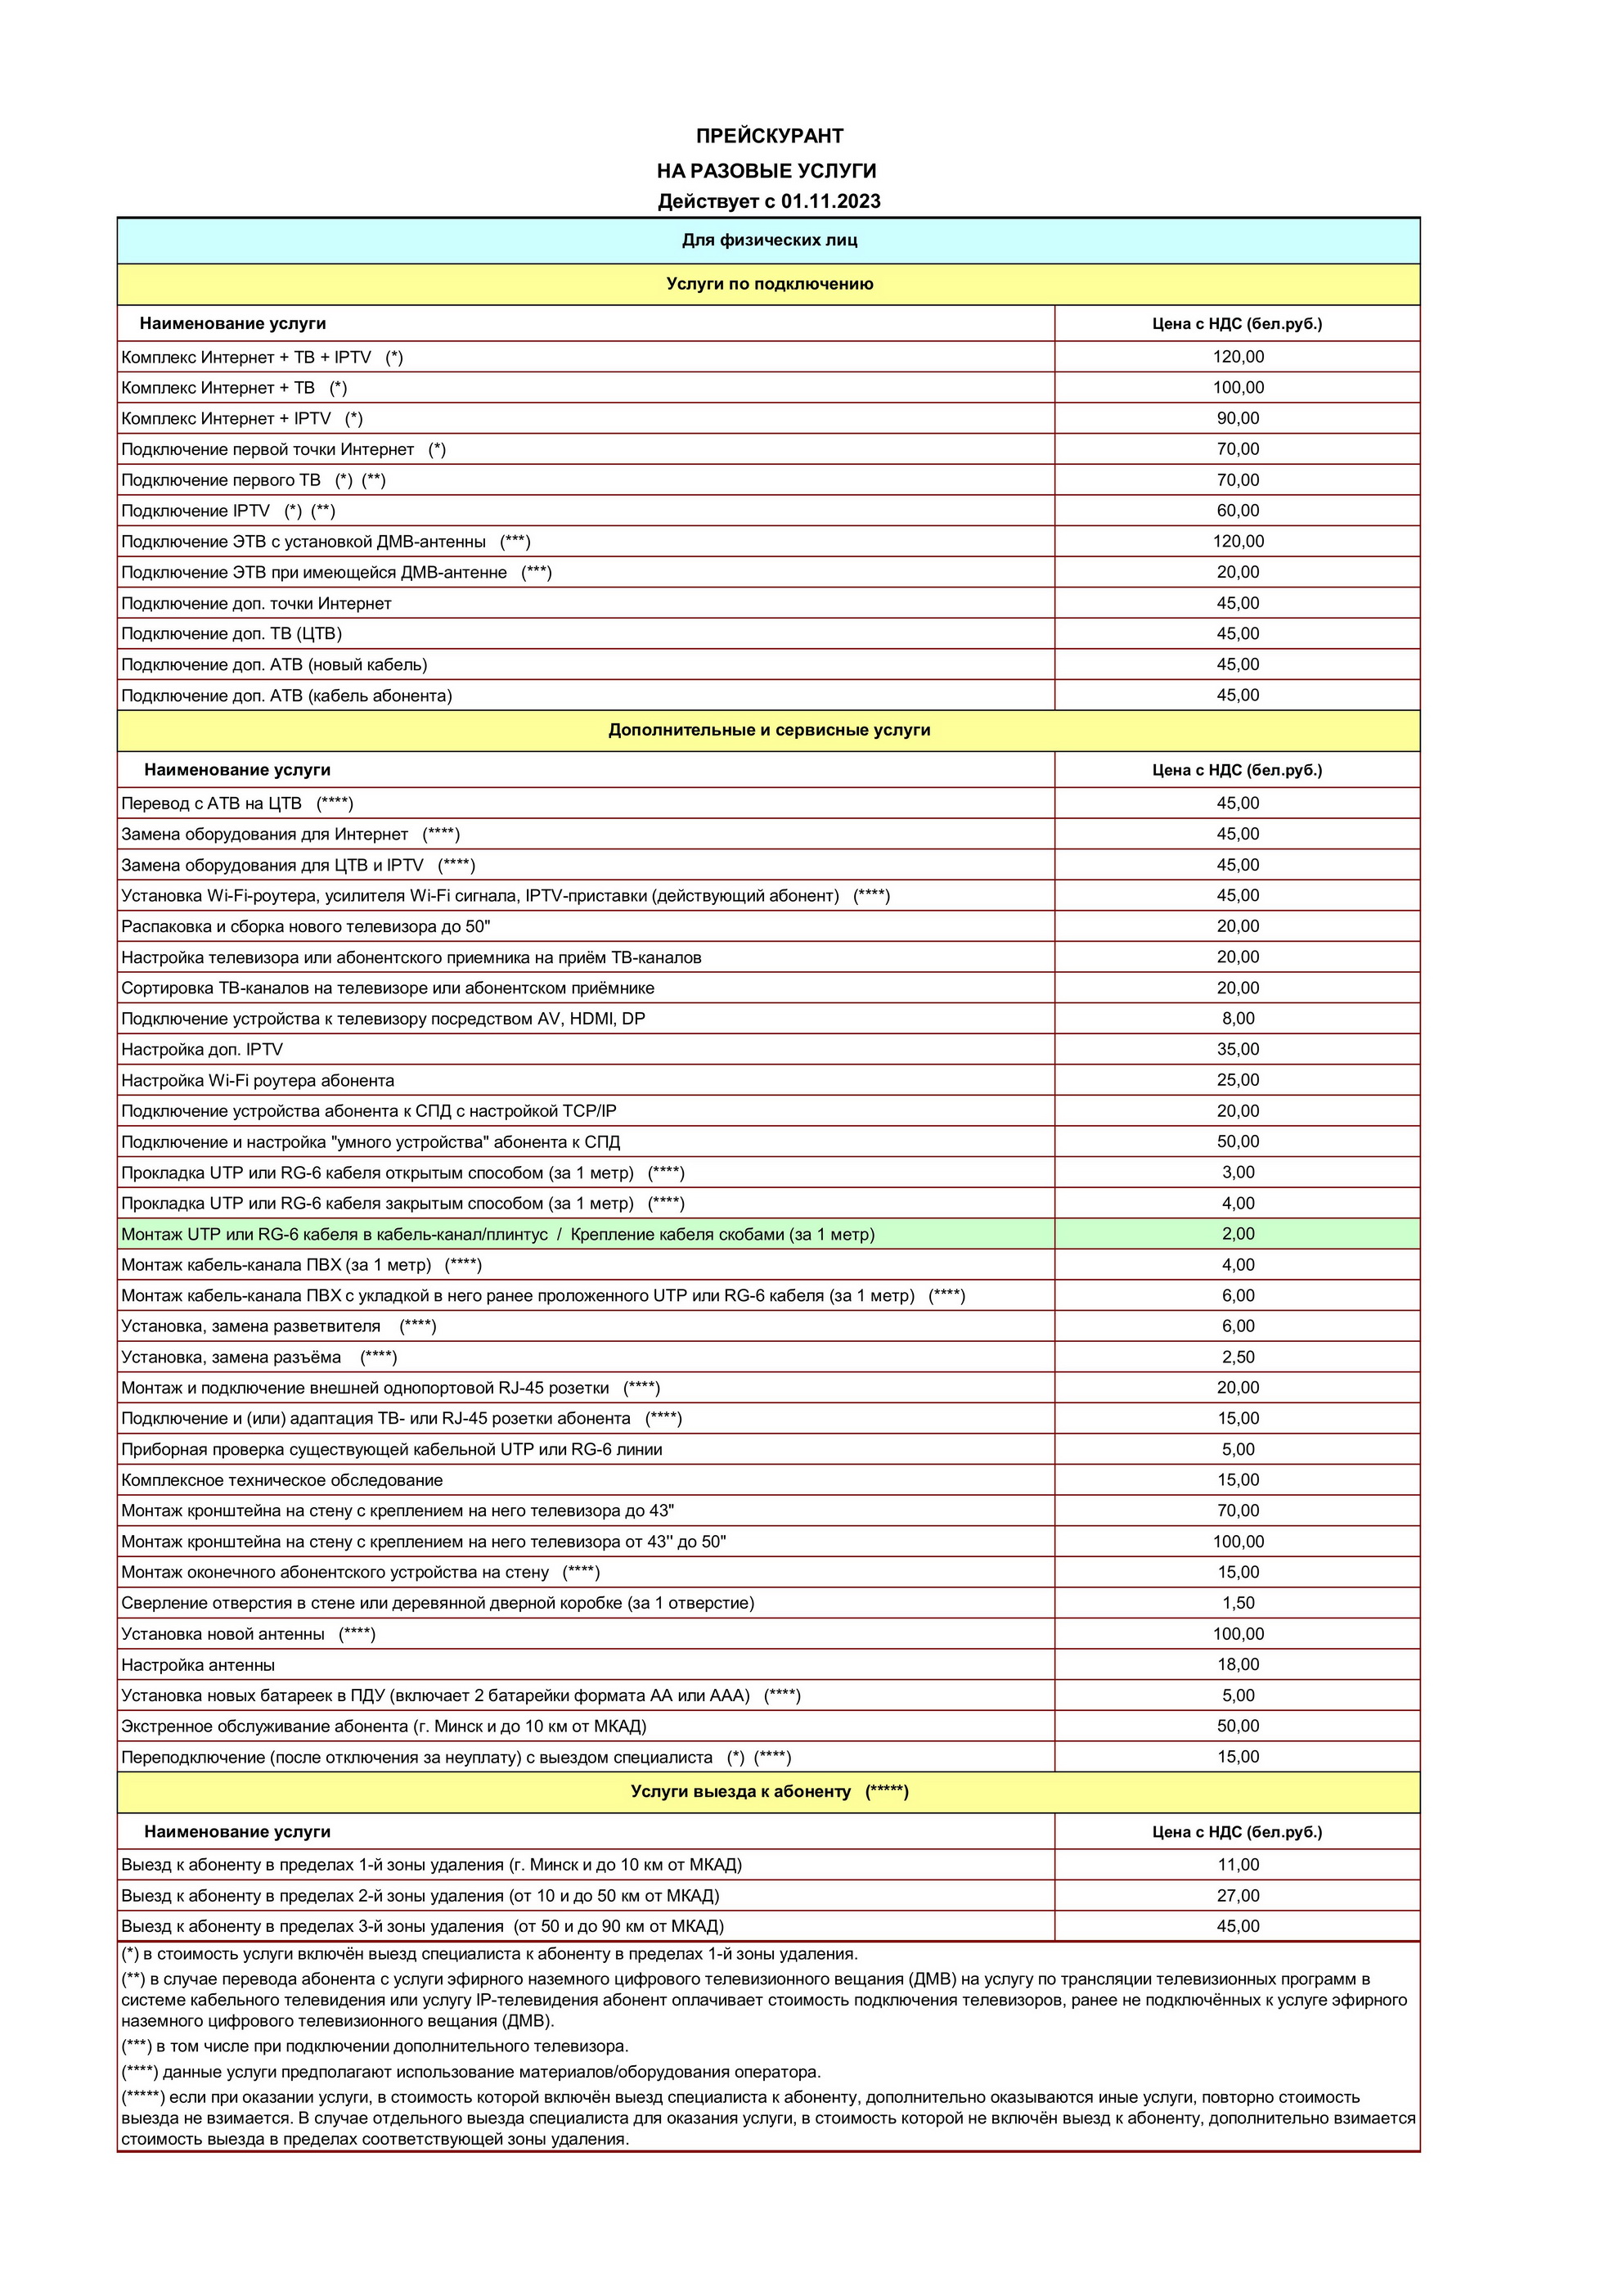 ПРЕЙСКУРАНТ
НА РАЗОВЫЕ УСЛУГИ
Действует с 01.11.2023
Для физических лиц
Услуги по подключению
Наименование услуги Цена с НДС (бел.руб.)
Комплекс Интернет + ТВ + IPTV (*) 120,00
Комплекс Интернет + ТВ (*) 100,00
Комплекс Интернет + IPTV (*) 90,00
Подключение первой точки Интернет (*) 70,00
Подключение первого ТВ (*) (**) 70,00
Подключение IPTV (*) (**) 60,00
Подключение ЭТВ с установкой ДМВ-антенны (***) 120,00
Подключение ЭТВ при имеющейся ДМВ-антенне (***) 20,00
Подключение доп. точки Интернет 45,00
Подключение доп. ТВ (ЦТВ) 45,00
Подключение доп. АТВ (новый кабель) 45,00
Подключение доп. АТВ (кабель абонента) 45,00
Дополнительные и сервисные услуги
Наименование услуги Цена с НДС (бел.руб.)
Перевод с АТВ на ЦТВ (****) 45,00
Замена оборудования для Интернет (****) 45,00
Замена оборудования для ЦТВ и IPTV (****) 45,00
Установка Wi-Fi-роутера, усилителя Wi-Fi сигнала, IPTV-приставки (действующий абонент) (****) 45,00
Распаковка и сборка нового телевизора до 50" 20,00
Настройка телевизора или абонентского приемника на приём ТВ-каналов 20,00
Сортировка ТВ-каналов на телевизоре или абонентском приёмнике 20,00
Подключение устройства к телевизору посредством AV, HDMI, DP 8,00
Настройка доп. IPTV 35,00
Настройка Wi-Fi роутера абонента 25,00
Подключение устройства абонента к СПД с настройкой TCP/IP 20,00
Подключение и настройка "умного устройства" абонента к СПД 50,00
Прокладка UTP или RG-6 кабеля открытым способом (за 1 метр) (****) 3,00
Прокладка UTP или RG-6 кабеля закрытым способом (за 1 метр) (****) 4,00
Монтаж UTP или RG-6 кабеля в кабель-канал/плинтус / Крепление кабеля скобами (за 1 метр) 2,00
Монтаж кабель-канала ПВХ (за 1 метр) (****) 4,00
Монтаж кабель-канала ПВХ с укладкой в него ранее проложенного UTP или RG-6 кабеля (за 1 метр) (****) 6,00
Установка, замена разветвителя (****) 6,00
Установка, замена разъёма (****) 2,50
Монтаж и подключение внешней однопортовой RJ-45 розетки (****) 20,00
Подключение и (или) адаптация ТВ- или RJ-45 розетки абонента (****) 15,00
Приборная проверка существующей кабельной UTP или RG-6 линии 5,00
Комплексное техническое обследование 15,00
Монтаж кронштейна на стену с креплением на него телевизора до 43" 70,00
Монтаж кронштейна на стену с креплением на него телевизора от 43'' до 50" 100,00
Монтаж оконечного абонентского устройства на стену (****) 15,00
Сверление отверстия в стене или деревянной дверной коробке (за 1 отверстие) 1,50
Установка новой антенны (****) 100,00
Настройка антенны 18,00
Установка новых батареек в ПДУ (включает 2 батарейки формата АА или ААА) (****) 5,00
Экстренное обслуживание абонента (г. Минск и до 10 км от МКАД) 50,00
Переподключение (после отключения за неуплату) с выездом специалиста (*) (****) 15,00
Услуги выезда к абоненту (*****)
Наименование услуги Цена с НДС (бел.руб.)
Выезд к абоненту в пределах 1-й зоны удаления (г. Минск и до 10 км от МКАД) 11,00
Выезд к абоненту в пределах 2-й зоны удаления (от 10 и до 50 км от МКАД) 27,00
Выезд к абоненту в пределах 3-й зоны удаления (от 50 и до 90 км от МКАД) 45,00
(*) в стоимость услуги включён выезд специалиста к абоненту в пределах 1-й зоны удаления.
(**) в случае перевода абонента с услуги эфирного наземного цифрового телевизионного вещания (ДМВ) на услугу по трансляции телевизионных программ в
системе кабельного телевидения или услугу IP-телевидения абонент оплачивает стоимость подключения телевизоров, ранее не подключённых к услуге эфирного
наземного цифрового телевизионного вещания (ДМВ).
(***) в том числе при подключении дополнительного телевизора.
(****) данные услуги предполагают использование материалов/оборудования оператора.
(*****) если при оказании услуги, в стоимость которой включён выезд специалиста к абоненту, дополнительно оказываются иные услуги, повторно стоимость
выезда не взимается. В случае отдельного выезда специалиста для оказания услуги, в стоимость которой не включён выезд к абоненту, дополнительно взимается
стоимость выезда в пределах соответствующей зоны удаления.